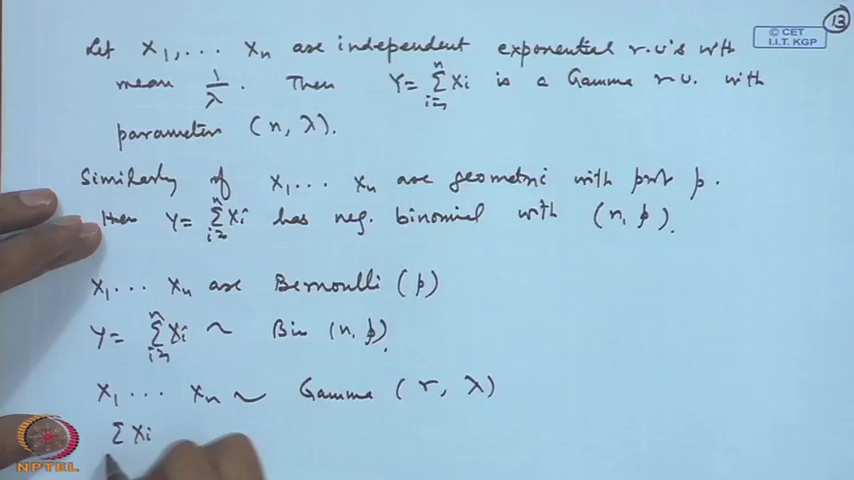 13
© CET
I.I.T. KGP
Let X1, ... Xn are independent exponential r.u's wth
mean 1/λ. Then Y = Σ_{i=1}^n Xi is a Gamma r.u. with
parameter (n, λ).
Similarly if X1 ... Xn are geometric with prob p.
then Y = Σ_{i=1}^n Xi has neg. binomial with (n, p).
X1 ... Xn are Bernoulli (p)
Y = Σ_{i=1}^n Xi ~ Bin (n, p).
X1 ... Xn ~ Gamma (r, λ)
Σ Xi
NPTEL